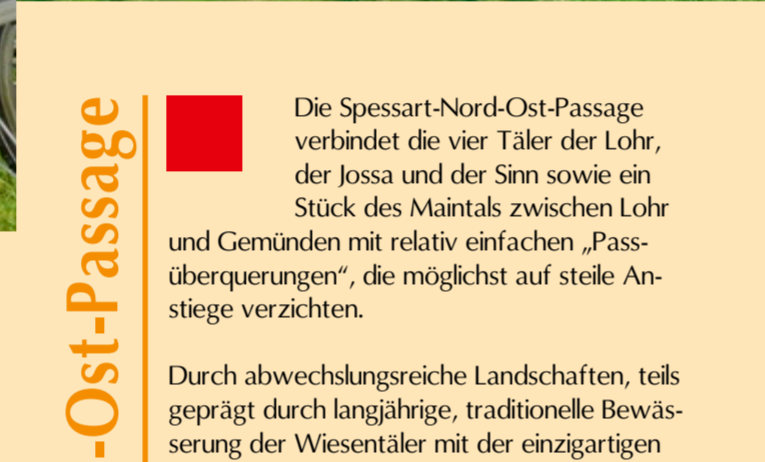 -Ost-Passage
Die Spessart-Nord-Ost-Passage
verbindet die vier Täler der Lohr,
der Jossa und der Sinn sowie ein
Stück des Maintals zwischen Lohr
und Gemünden mit relativ einfachen „Pass-
überquerungen“, die möglichst auf steile An-
stiege verzichten.
Durch abwechslungsreiche Landschaften, teils
geprägt durch langjährige, traditionelle Bewäs-
serung der Wiesentäler mit der einzigartigen